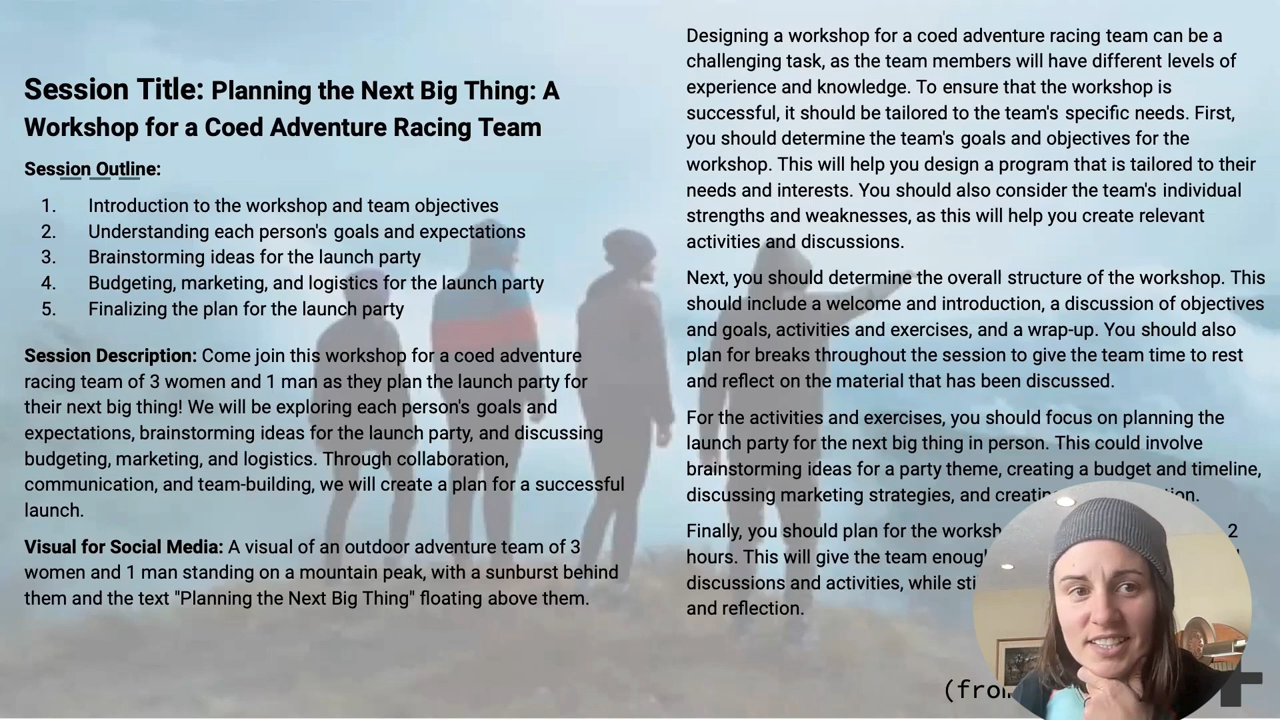 Session Title: Planning the Next Big Thing: A
Workshop for a Coed Adventure Racing Team
Session Outline:
1. Introduction to the workshop and team objectives
2. Understanding each person's goals and expectations
3. Brainstorming ideas for the launch party
4. Budgeting, marketing, and logistics for the launch party
5. Finalizing the plan for the launch party
Session Description: Come join this workshop for a coed adventure
racing team of 3 women and 1 man as they plan the launch party for
their next big thing! We will be exploring each person's goals and
expectations, brainstorming ideas for the launch party, and discussing
budgeting, marketing, and logistics. Through collaboration,
communication, and team-building, we will create a plan for a successful
launch.
Visual for Social Media: A visual of an outdoor adventure team of 3
women and 1 man standing on a mountain peak, with a sunburst behind
them and the text "Planning the Next Big Thing" floating above them.
Designing a workshop for a coed adventure racing team can be a
challenging task, as the team members will have different levels of
experience and knowledge. To ensure that the workshop is
successful, it should be tailored to the team's specific needs. First,
you should determine the team's goals and objectives for the
workshop. This will help you design a program that is tailored to their
needs and interests. You should also consider the team's individual
strengths and weaknesses, as this will help you create relevant
activities and discussions.
Next, you should determine the overall structure of the workshop. This
should include a welcome and introduction, a discussion of objectives
and goals, activities and exercises, and a wrap-up. You should also
plan for breaks throughout the session to give the team time to rest
and reflect on the material that has been discussed.
For the activities and exercises, you should focus on planning the
launch party for the next big thing in person. This could involve
brainstorming ideas for a party theme, creating a budget and timeline,
discussing marketing strategies, and
Finally, you should plan for the 2
hours. This will give the team
discussions and activities, while
and reflection.